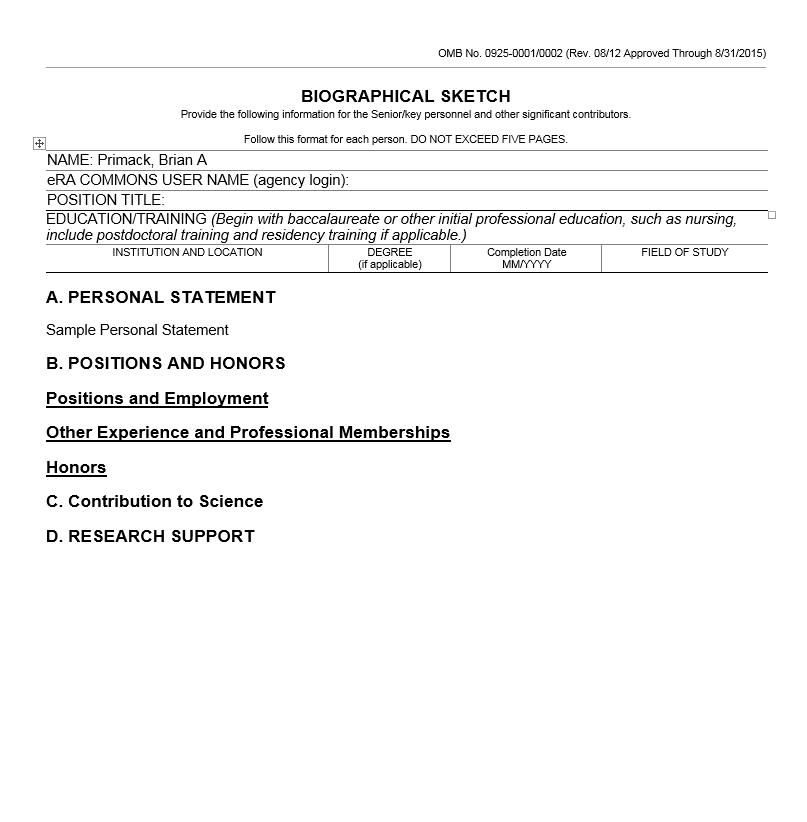 OMB No. 0925-0001/0002 (Rev. 08/12 Approved Through 8/31/2015)
BIOGRAPHICAL SKETCH
Provide the following information for the Senior/key personnel and other significant contributors.
Follow this format for each person. DO NOT EXCEED FIVE PAGES.
NAME: Primack, Brian A
eRA COMMONS USER NAME (agency login):
POSITION TITLE:
EDUCATION/TRAINING (Begin with baccalaureate or other initial professional education, such as nursing,
include postdoctoral training and residency training if applicable.)
INSTITUTION AND LOCATION DEGREE Completion Date FIELD OF STUDY
(if applicable) MM/YYYY
A. PERSONAL STATEMENT
Sample Personal Statement
B. POSITIONS AND HONORS
Positions and Employment
Other Experience and Professional Memberships
Honors
C. Contribution to Science
D. RESEARCH SUPPORT